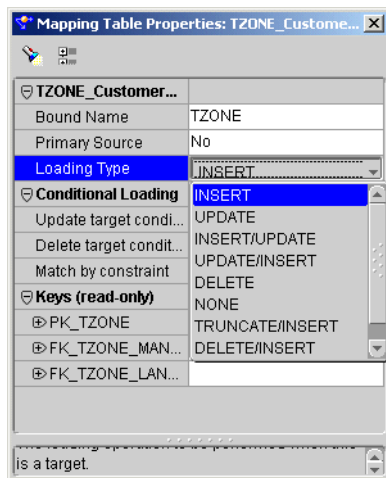 Mapping Table Properties: TZONE_Custome...
TZONE_Customer...
Bound Name TZONE
Primary Source No
Loading Type INSERT
Conditional Loading INSERT
Update target condi... UPDATE
Delete target condit... INSERT/UPDATE
Match by constraint UPDATE/INSERT
Keys (read-only) DELETE
NONE
PK_TZONE TRUNCATE/INSERT
FK_TZONE_MAN... DELETE/INSERT
FK_TZONE_LAN...
is a target.